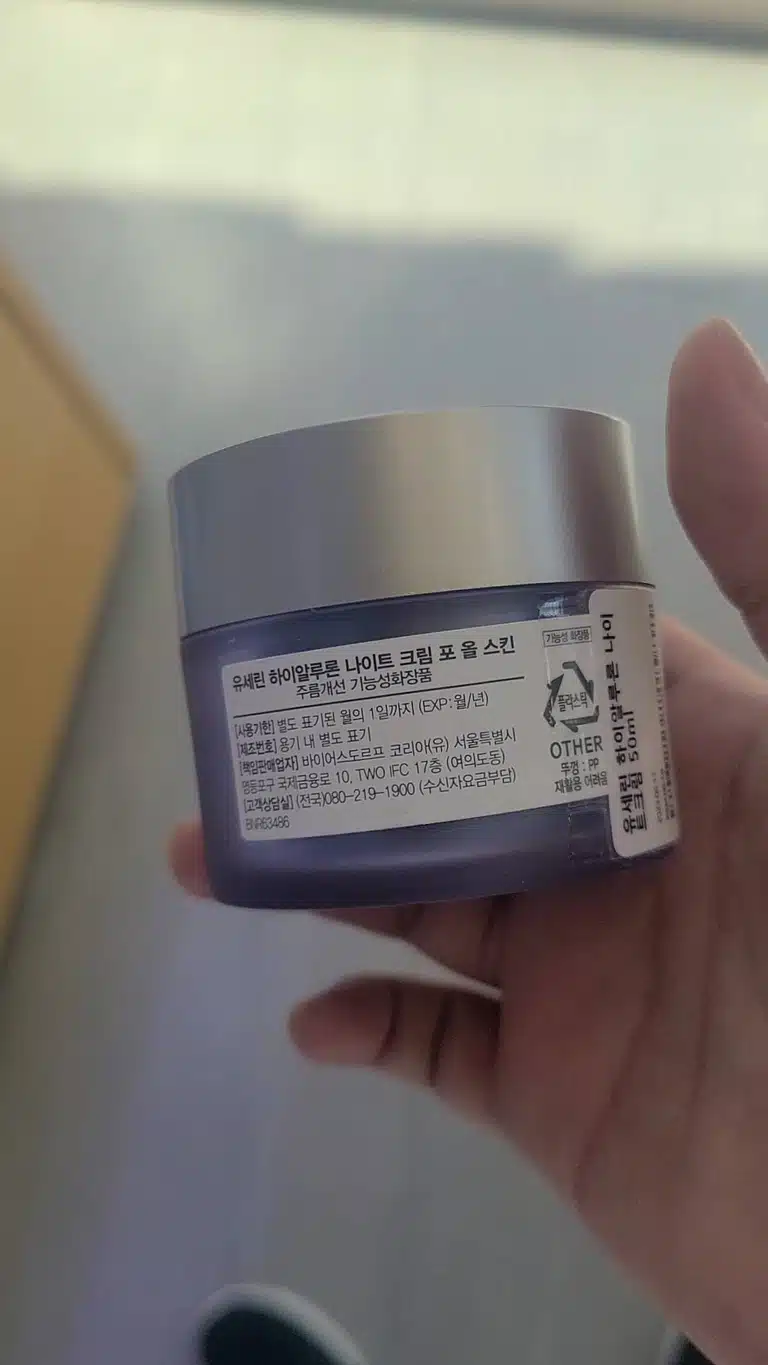 유세린 하이알루론 나이트 크림 포 올 스킨
주름개선 기능성화장품
[사용기한] 별도 표기된 월의 1일까지 (EXP:월/년)
[제조번호] 용기 내 별도 표기
[책임판매업자] 바이어스도르프 코리아(유) 서울특별시
영등포구 국제금융로 10, TWO IFC 17층 (여의도동)
[고객상담실] (전국)080-219-1900 (수신자요금부담)
BNR63486
기능성 화장품
플라스틱
OTHER
뚜껑 : PP
재활용 어려움
유세린 하이알루론 나이
트크림 50ml